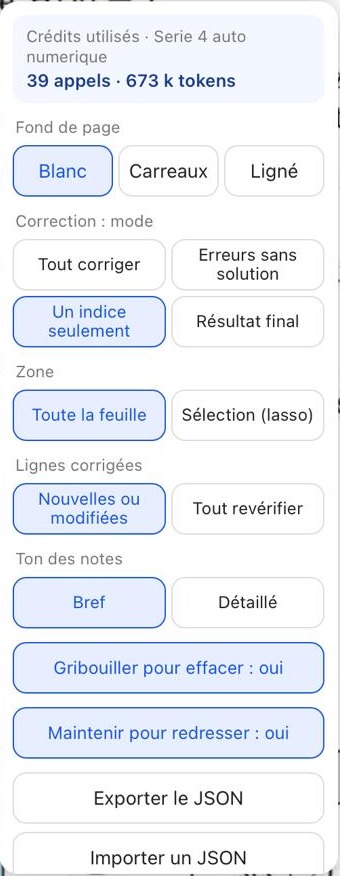 Crédits utilisés · Serie 4 auto
numerique
39 appels · 673 k tokens
Fond de page
Blanc
Carreaux
Ligné
Correction : mode
Tout corriger
Erreurs sans
solution
Un indice
seulement
Résultat final
Zone
Toute la feuille
Sélection (lasso)
Lignes corrigées
Nouvelles ou
modifiées
Tout revérifier
Ton des notes
Bref
Détaillé
Gribouiller pour effacer : oui
Maintenir pour redresser : oui
Exporter le JSON
Importer un JSON